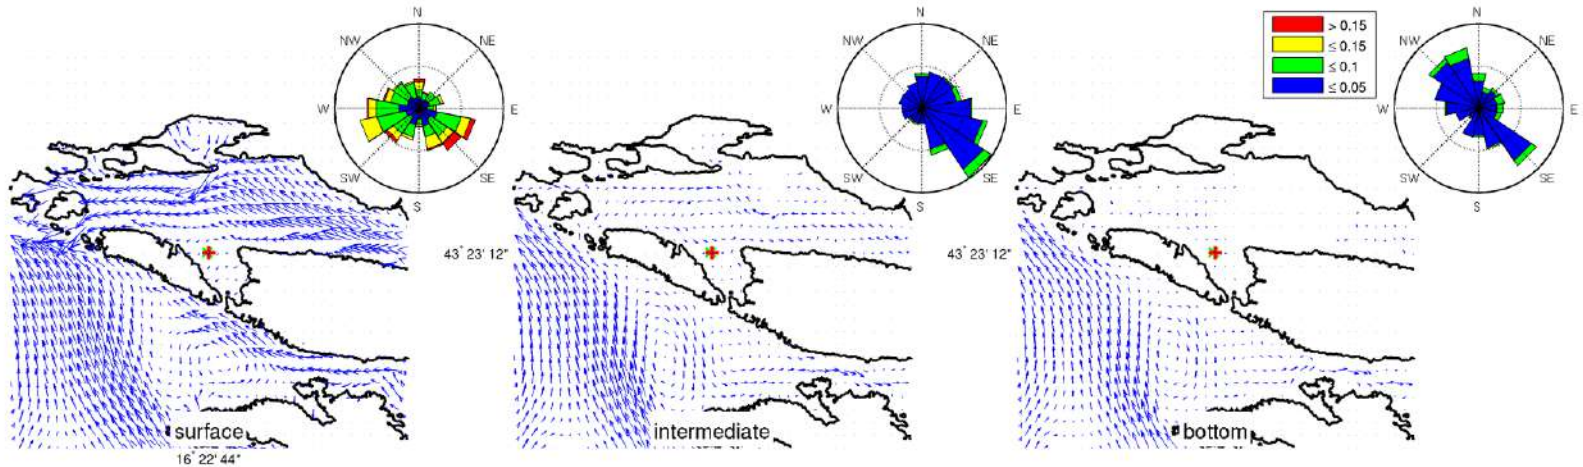 N
NW
NE
W
E
SW
SE
S
N
NW
NE
W
E
SW
SE
S
> 0.15
≤ 0.15
≤ 0.1
≤ 0.05
N
NW
NE
W
E
SW
SE
S
43° 23' 12"
43° 23' 12"
surface
intermediate
bottom
16° 22' 44"